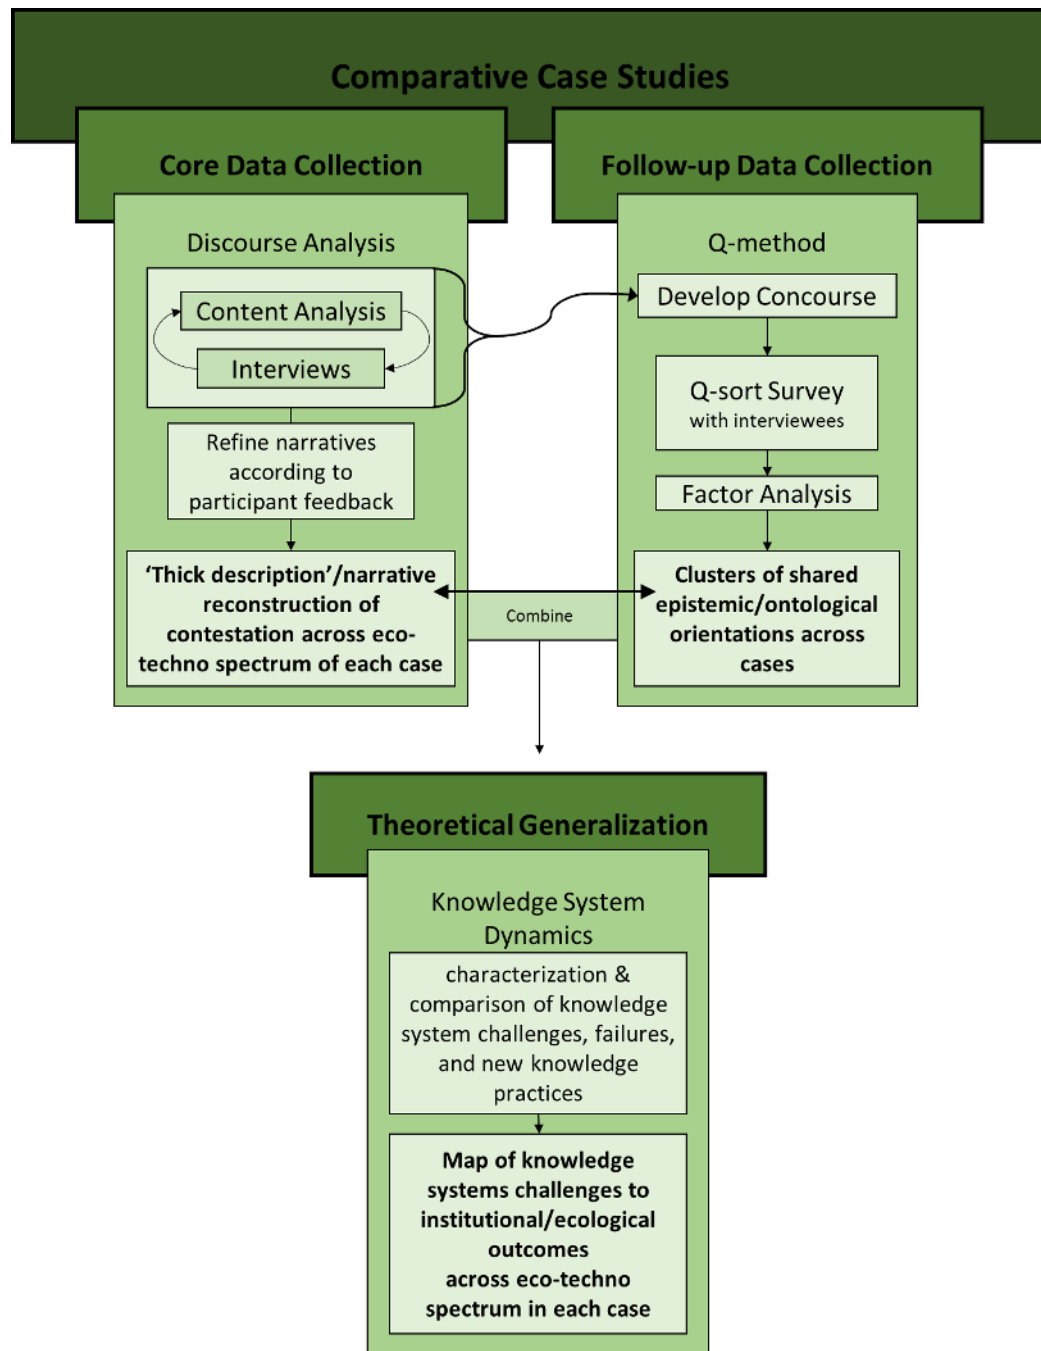 Comparative Case Studies
Core Data Collection
Discourse Analysis
Content Analysis
Interviews
Refine narratives
according to
participant feedback
‘Thick description’/narrative
reconstruction of
contestation across eco-
techno spectrum of each case
Follow-up Data Collection
Q-method
Develop Concourse
Q-sort Survey
with interviewees
Factor Analysis
Clusters of shared
epistemic/ontological
orientations across
cases
Combine
Theoretical Generalization
Knowledge System
Dynamics
characterization &
comparison of knowledge
system challenges, failures,
and new knowledge
practices
Map of knowledge
systems challenges to
institutional/ecological
outcomes
across eco-techno
spectrum in each case